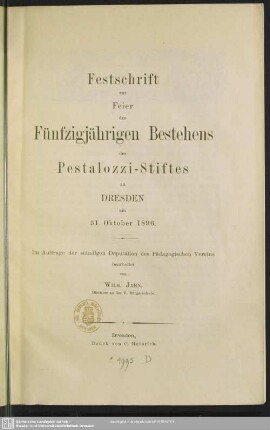 Festschrift
zur
Feier
des
Fünfzigjährigen Bestehens
des
Pestalozzi-Stiftes
zu
DRESDEN
am
31. Oktober 1896.
Im Auftrage der ständigen Deputation des Pädagogischen Vereins
bearbeitet
von
Wilh. Jahn,
Dresden,
Druck von C. Heinrich.